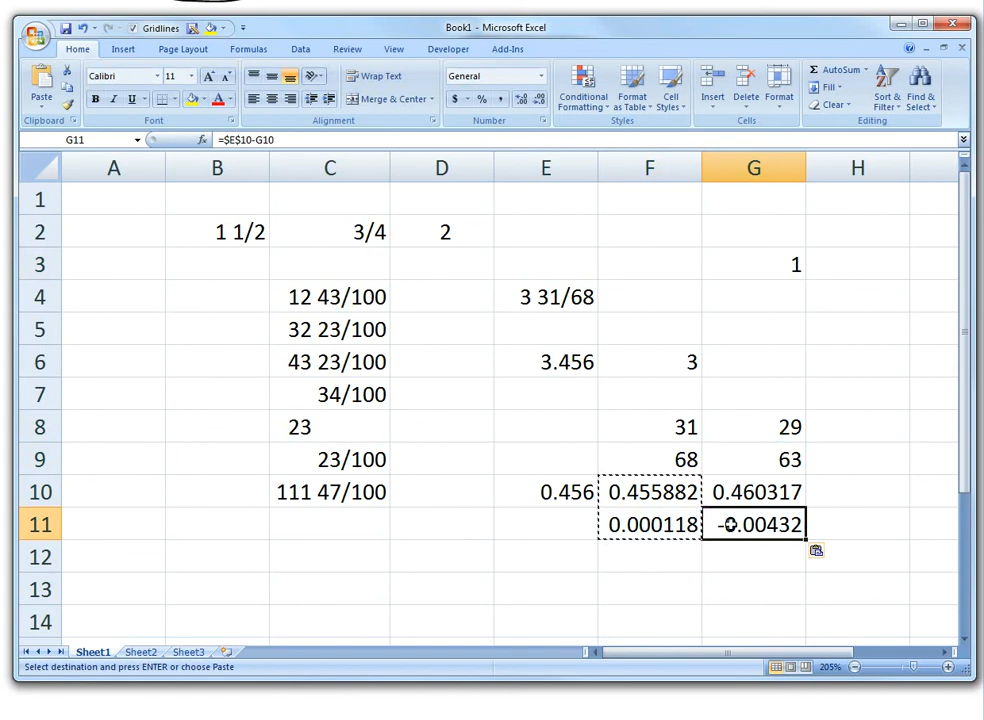 Gridlines
Book1 - Microsoft Excel
Home Insert Page Layout Formulas Data Review View Developer Add-Ins
Paste
Clipboard
Calibri 11
B I U
Font
Wrap Text
Merge & Center
Alignment
General
$ % ,
Number
Conditional Formatting
Format as Table
Cell Styles
Styles
Insert Delete Format
Cells
Σ AutoSum
Fill
Clear
Sort & Filter
Find & Select
Editing
G11 fx =$E$10-G10
A B C D E F G H
1
2 1 1/2 3/4 2
3 1
4 12 43/100 3 31/68
5 32 23/100
6 43 23/100 3.456 3
7 34/100
8 23 31 29
9 23/100 68 63
10 111 47/100 0.456 0.455882 0.460317
11 0.000118 -0.00432
12
13
14
Sheet1 Sheet2 Sheet3
Select destination and press ENTER or choose Paste 205%